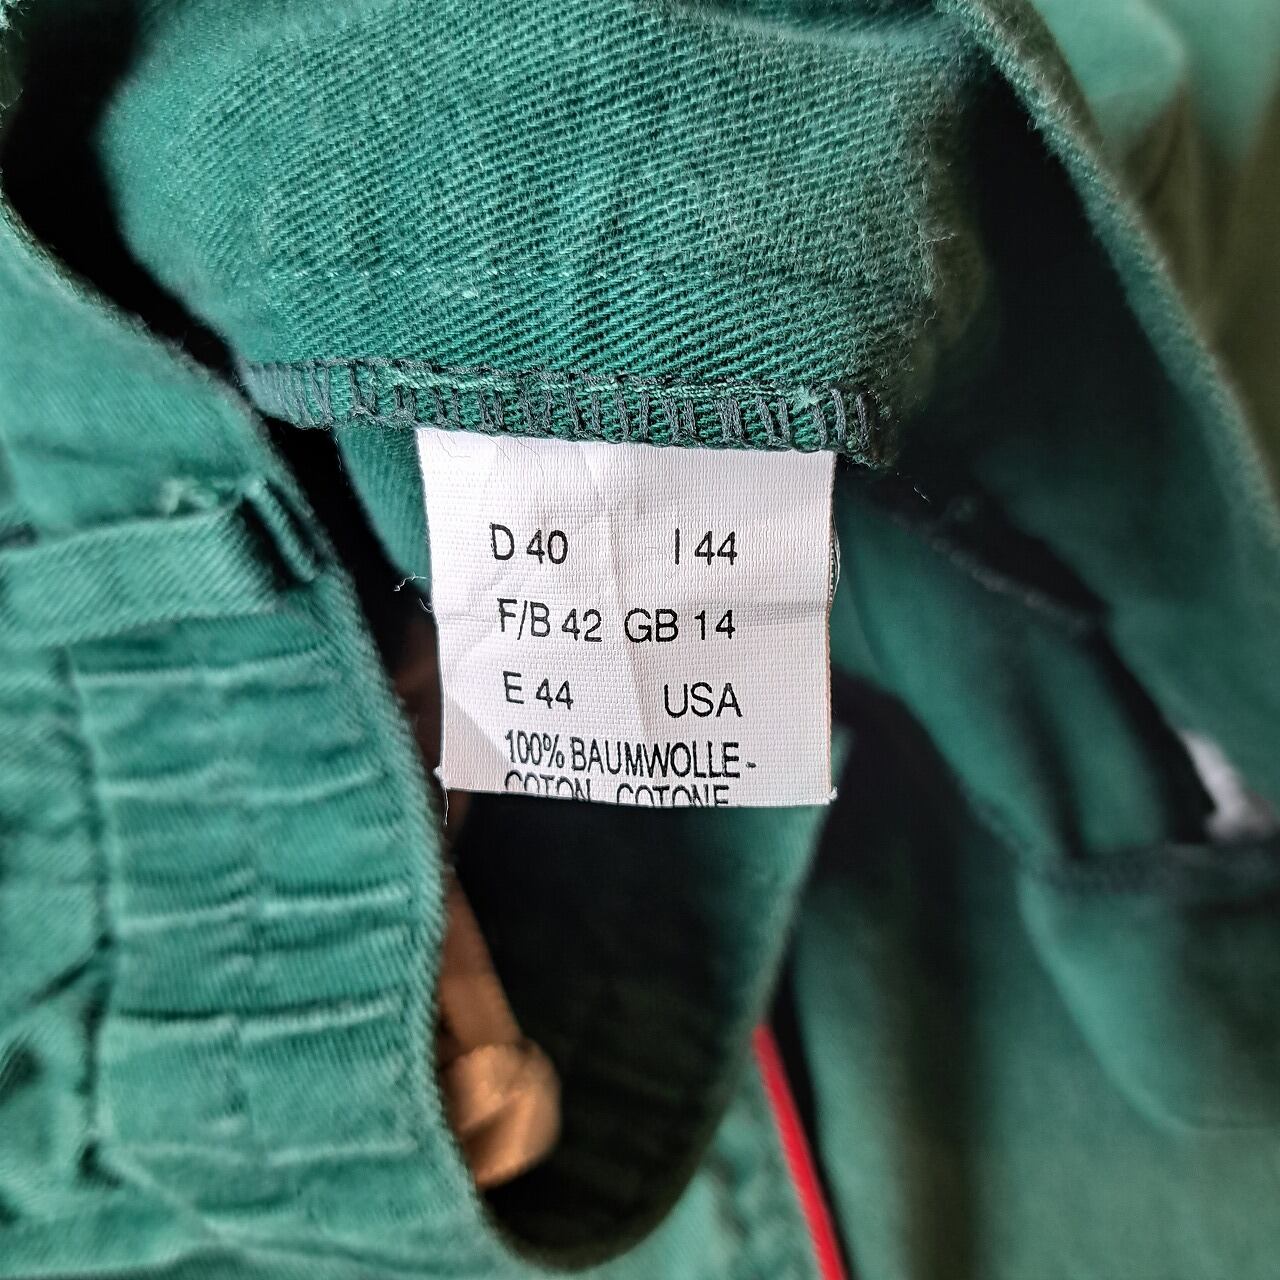 D 40 I 44
F/B 42 GB 14
E 44 USA
100% BAUMWOLLE-
COTON COTONE